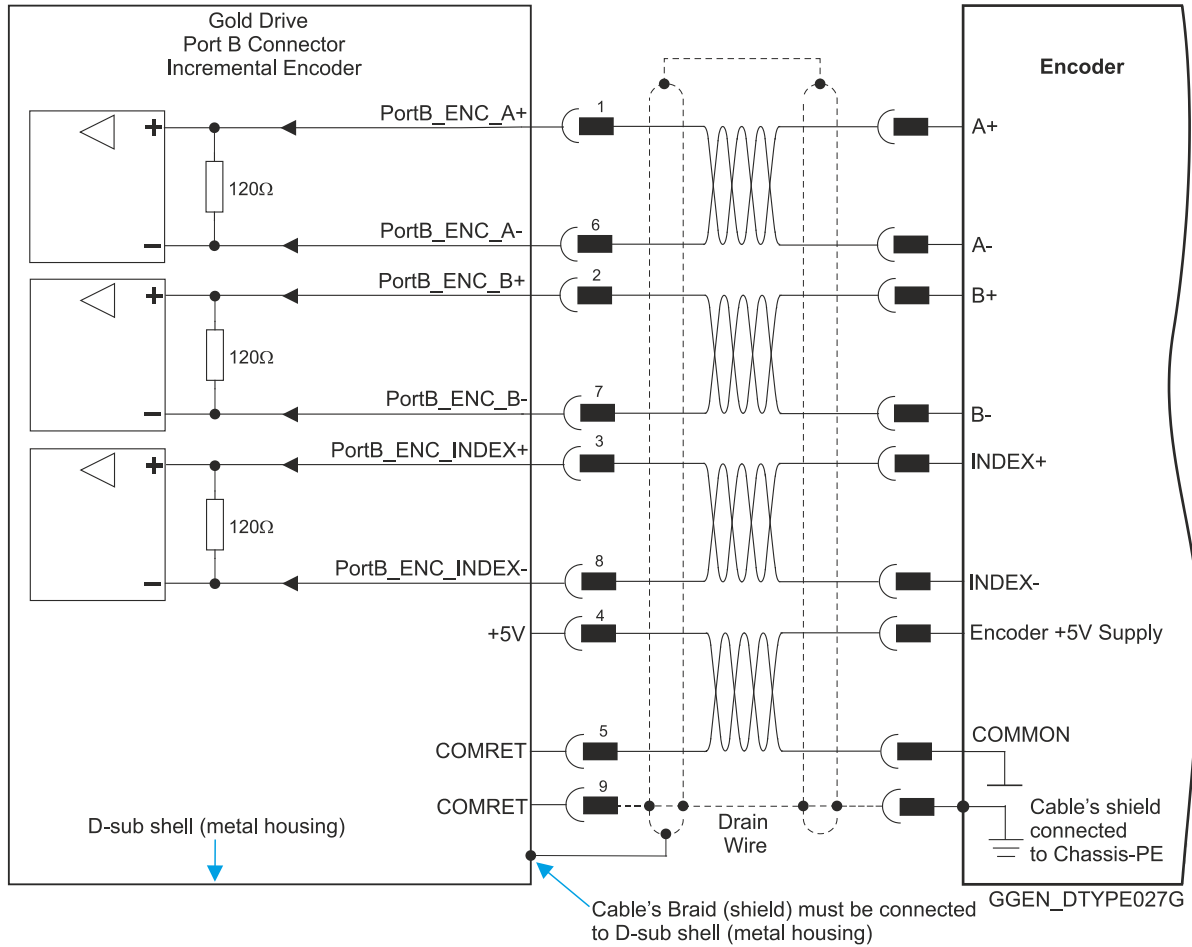 Gold Drive
Port B Connector
Incremental Encoder
Encoder
PortB_ENC_A+
1
A+
+
120Ω
PortB_ENC_A-
6
A-
−
PortB_ENC_B+
2
B+
+
120Ω
PortB_ENC_B-
7
B-
−
PortB_ENC_INDEX+
3
INDEX+
+
120Ω
PortB_ENC_INDEX-
8
INDEX-
−
+5V
4
Encoder +5V Supply
COMRET
5
COMMON
COMRET
9
Drain
Wire
Cable's shield
connected
to Chassis-PE
D-sub shell (metal housing)
GGEN_DTYPE027G
Cable's Braid (shield) must be connected
to D-sub shell (metal housing)